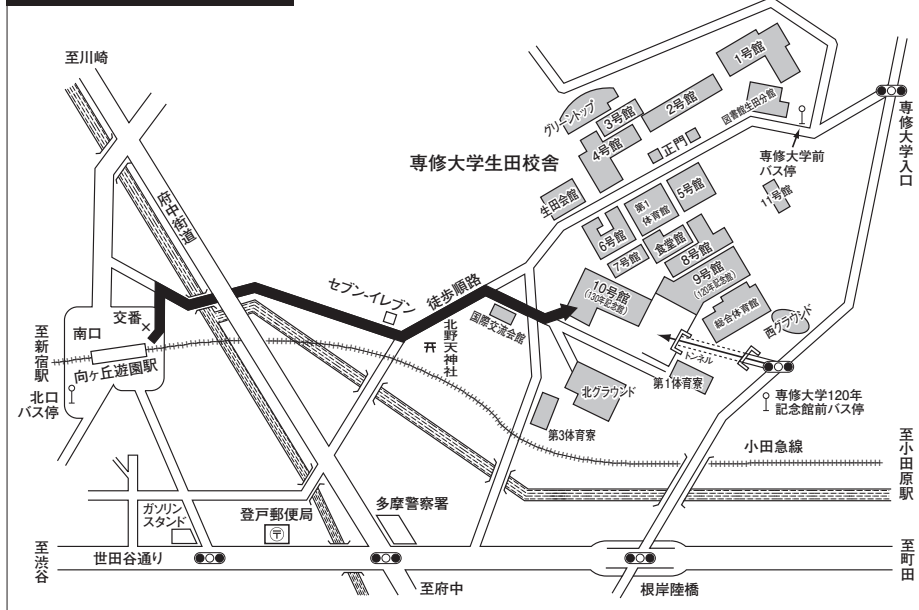 至川崎
府中街道
専修大学生田校舎
グリーントップ
3号館
4号館
2号館
1号館
図書館生田分館
正門
専修大学前
バス停
専修大学入口
生田会館
6号館
第1
体育館
5号館
11号館
7号館
食堂館
8号館
9号館
(120年記念館)
10号館
(130年記念館)
総合体育館
西グラウンド
トンネル
セブン-イレブン
徒歩順路
国際交流会館
北野天神社
交番
南口
至新宿駅
向ヶ丘遊園駅
北口
バス停
北グラウンド
第1体育寮
第3体育寮
専修大学120年
記念館前バス停
小田急線
至小田原駅
ガソリン
スタンド
登戸郵便局
〒
多摩警察署
至渋谷
世田谷通り
至府中
根岸陸橋
至町田